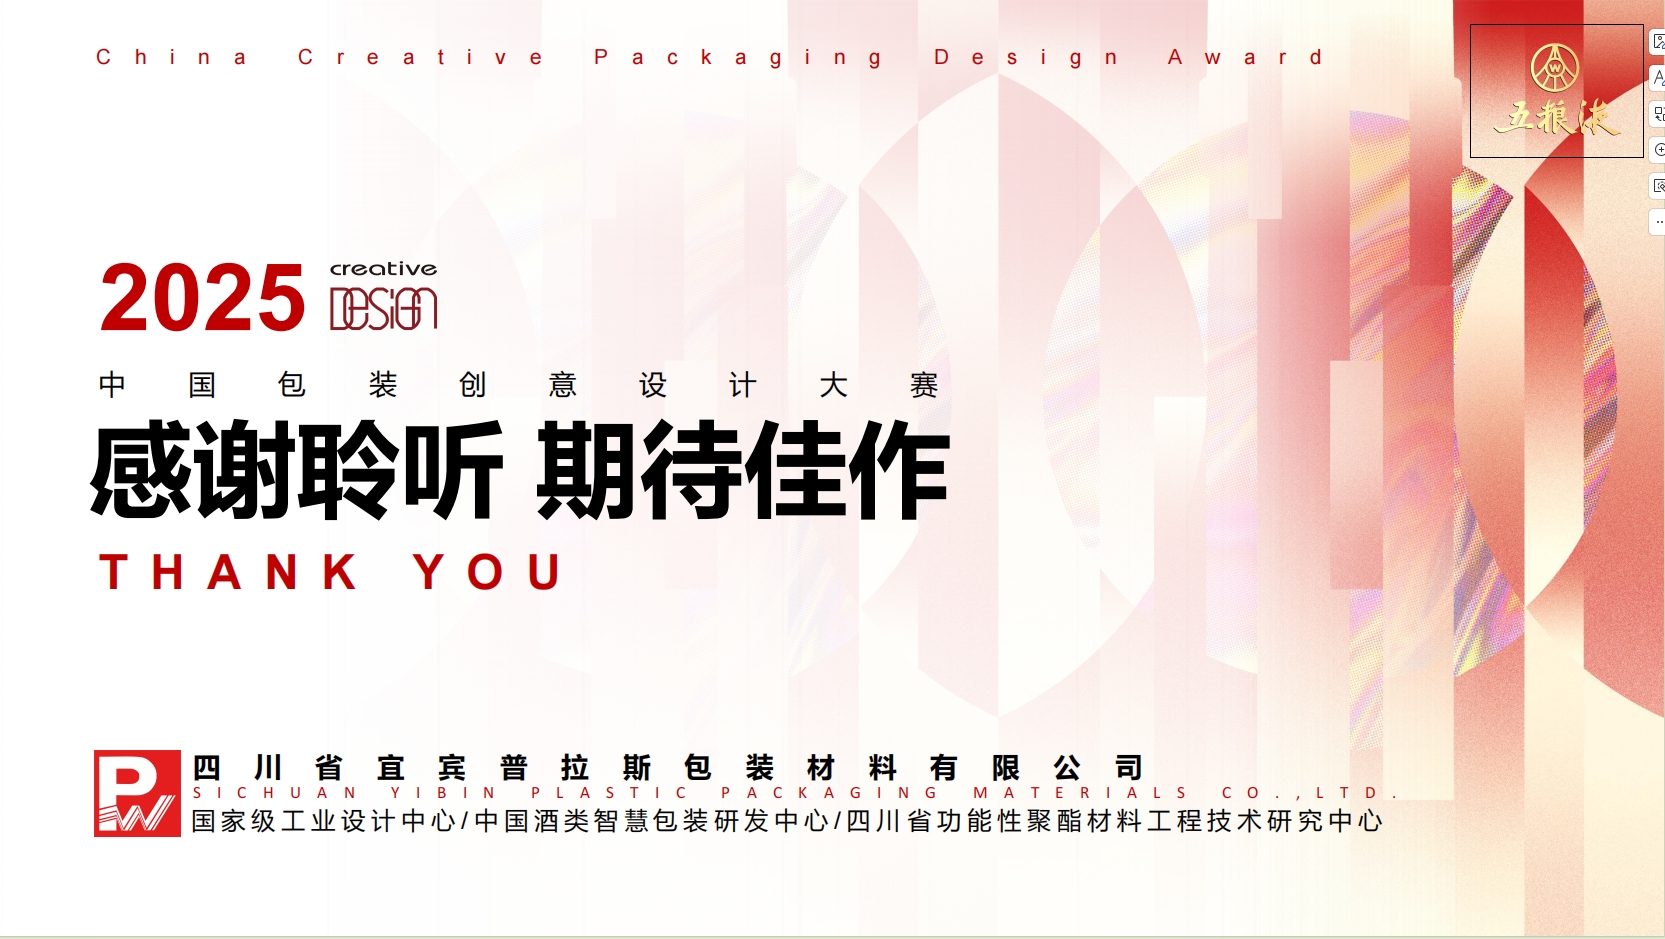 China Creative Packaging Design Award
五粮液
2025
creative
DESiGN
中国包装创意设计大赛
感谢聆听 期待佳作
THANK YOU
四川省宜宾普拉斯包装材料有限公司
SICHUAN YIBIN PLASTIC PACKAGING MATERIALS CO.,LTD.
国家级工业设计中心/中国酒类智慧包装研发中心/四川省功能性聚酯材料工程技术研究中心